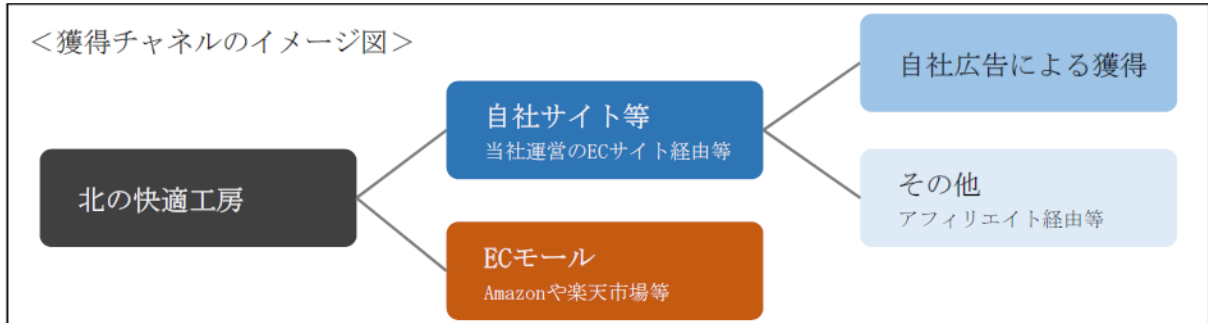 ＜獲得チャネルのイメージ図＞
北の快適工房
自社サイト等
当社運営のECサイト経由等
ECモール
Amazonや楽天市場等
自社広告による獲得
その他
アフィリエイト経由等